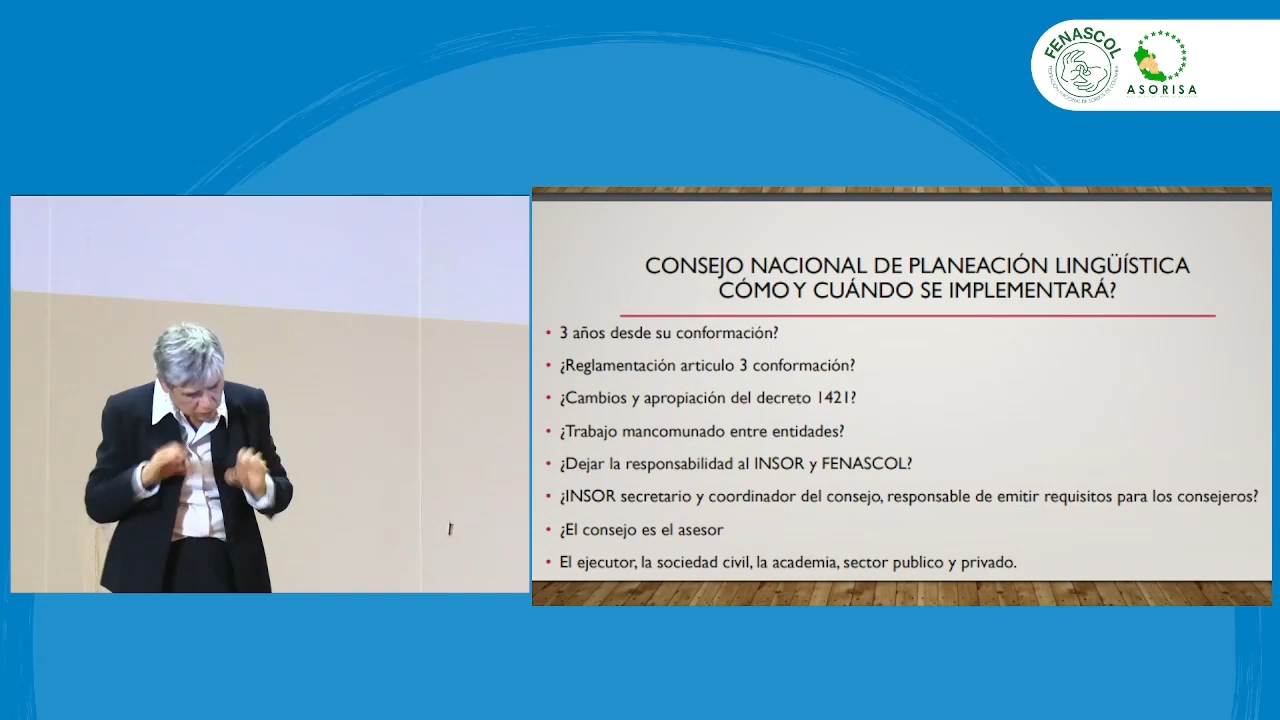 FENASCOL
ASORISA
CONSEJO NACIONAL DE PLANEACIÓN LINGÜÍSTICA
CÓMO Y CUÁNDO SE IMPLEMENTARÁ?
• 3 años desde su conformación?
• ¿Reglamentación articulo 3 conformación?
• ¿Cambios y apropiación del decreto 1421?
• ¿Trabajo mancomunado entre entidades?
• ¿Dejar la responsabilidad al INSOR y FENASCOL?
• ¿INSOR secretario y coordinador del consejo, responsable de emitir requisitos para los consejeros?
• ¿El consejo es el asesor
• El ejecutor, la sociedad civil, la academia, sector publico y privado.